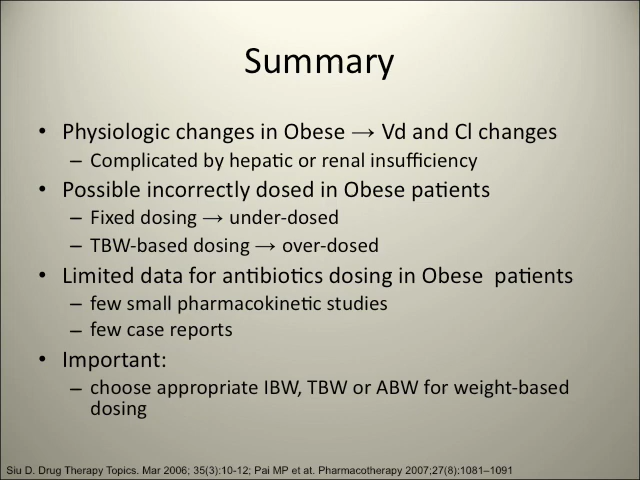 Summary
• Physiologic changes in Obese → Vd and Cl changes
– Complicated by hepatic or renal insufficiency
• Possible incorrectly dosed in Obese patients
– Fixed dosing → under-dosed
– TBW-based dosing → over-dosed
• Limited data for antibiotics dosing in Obese  patients
– few small pharmacokinetic studies
– few case reports
• Important:
– choose appropriate IBW, TBW or ABW for weight-based
dosing
Siu D. Drug Therapy Topics. Mar 2006; 35(3):10-12; Pai MP et at. Pharmacotherapy 2007;27(8);1081–1091